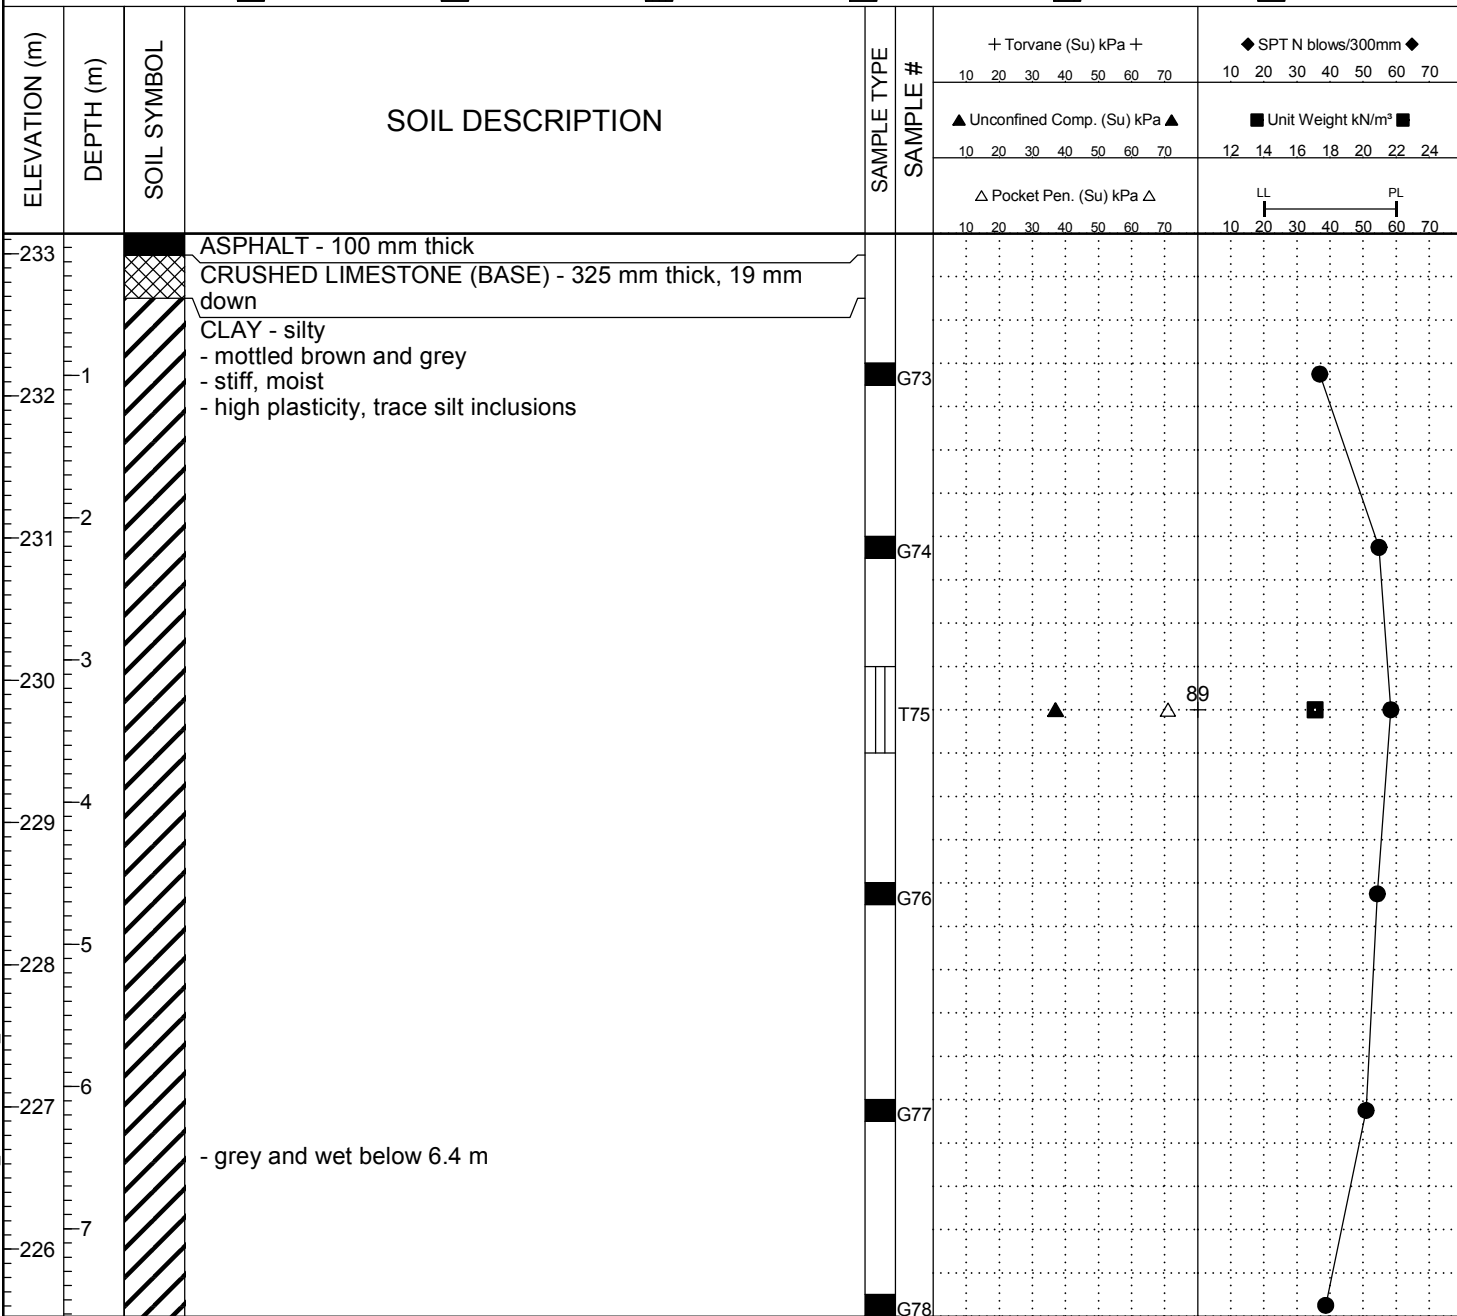 ELEVATION (m)
DEPTH (m)
SOIL SYMBOL
SOIL DESCRIPTION
SAMPLE TYPE
SAMPLE #
+ Torvane (Su) kPa +
10 20 30 40 50 60 70
▲ Unconfined Comp. (Su) kPa ▲
10 20 30 40 50 60 70
△ Pocket Pen. (Su) kPa △
10 20 30 40 50 60 70
◆ SPT N blows/300mm ◆
10 20 30 40 50 60 70
■ Unit Weight kN/m³ ■
12 14 16 18 20 22 24
LL PL
10 20 30 40 50 60 70
233
ASPHALT - 100 mm thick
CRUSHED LIMESTONE (BASE) - 325 mm thick, 19 mm
down
CLAY - silty
- mottled brown and grey
1
- stiff, moist
G73
232
- high plasticity, trace silt inclusions
2
231
G74
3
230
89
T75
4
229
G76
5
228
6
227
G77
- grey and wet below 6.4 m
7
226
G78